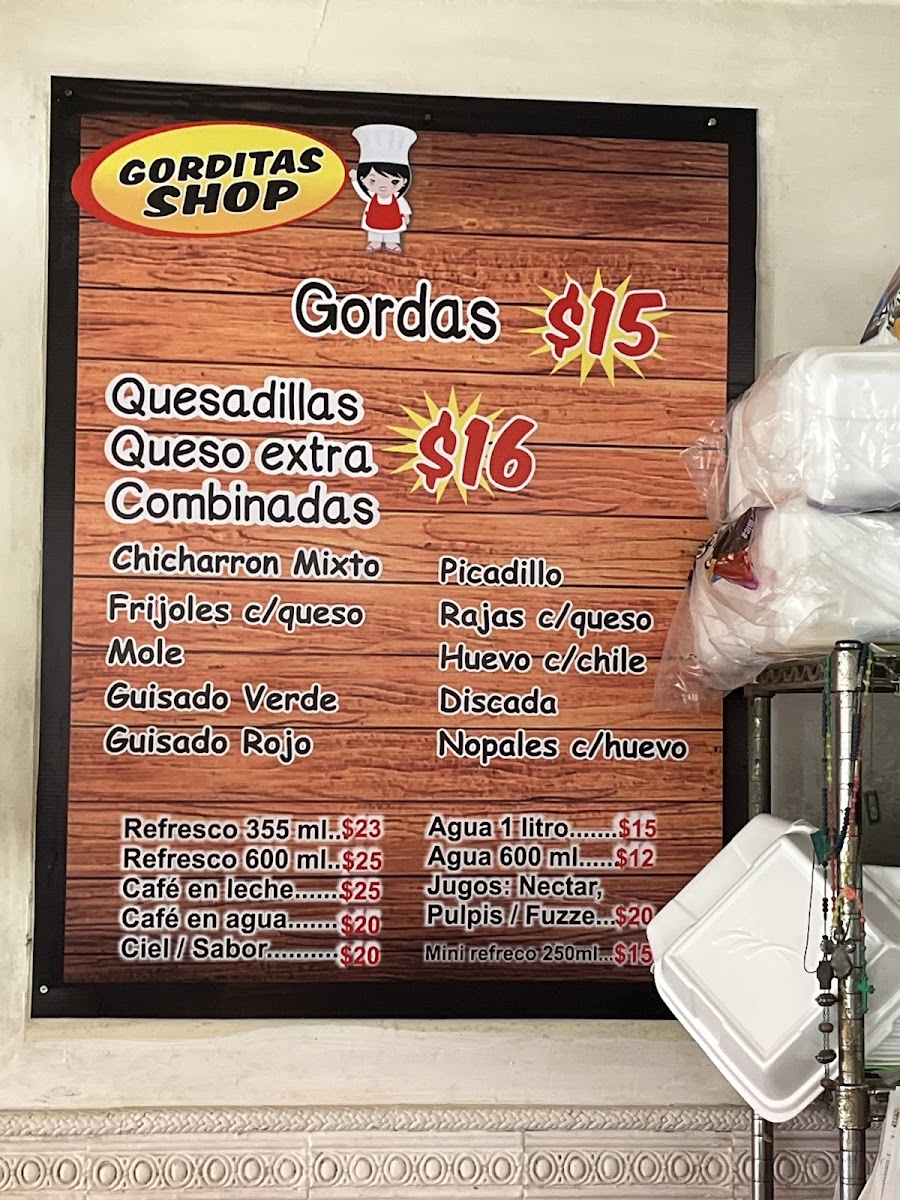 GORDITAS
SHOP
Gordas $15
Quesadillas
Queso extra $16
Combinadas
Chicharron Mixto
Frijoles c/queso
Mole
Guisado Verde
Guisado Rojo
Picadillo
Rajas c/queso
Huevo c/chile
Discada
Nopales c/huevo
Refresco 355 ml..$23
Refresco 600 ml..$25
Café en leche......$25
Café en agua.......$20
Ciel / Sabor..........$20
Agua 1 litro.......$15
Agua 600 ml.....$12
Jugos: Nectar,
Pulpis / Fuzze...$20
Mini refreco 250ml...$15